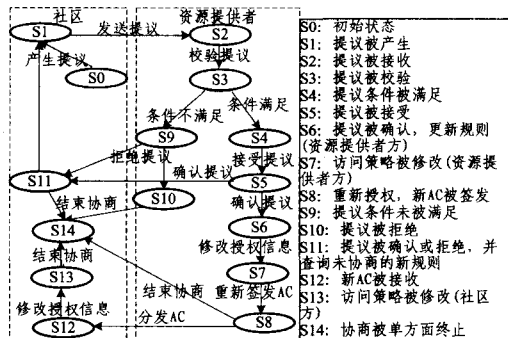 社区
资源提供者
S1
发送提议
S2
产生提议
校验提议
S0
S3
条件不满足
条件满足
S9
S4
拒绝提议
接受提议
S11
确认提议
S5
S10
确认提议
结束协商
S14
S6
结束协商
修改授权信息
S13
S7
修改授权信息
结束协商
重新签发AC
S12
分发AC
S8
S0: 初始状态
S1: 提议被产生
S2: 提议被接收
S3: 提议被校验
S4: 提议条件被满足
S5: 提议被接受
S6: 提议被确认，更新规则
(资源提供者方)
S7: 访问策略被修改(资源提
供者方)
S8: 重新授权，新AC被签发
S9: 提议条件未被满足
S10: 提议被拒绝
S11: 提议被确认或拒绝，并
查询未协商的新规则
S12: 新AC被接收
S13: 访问策略被修改(社区
方)
S14: 协商被单方面终止